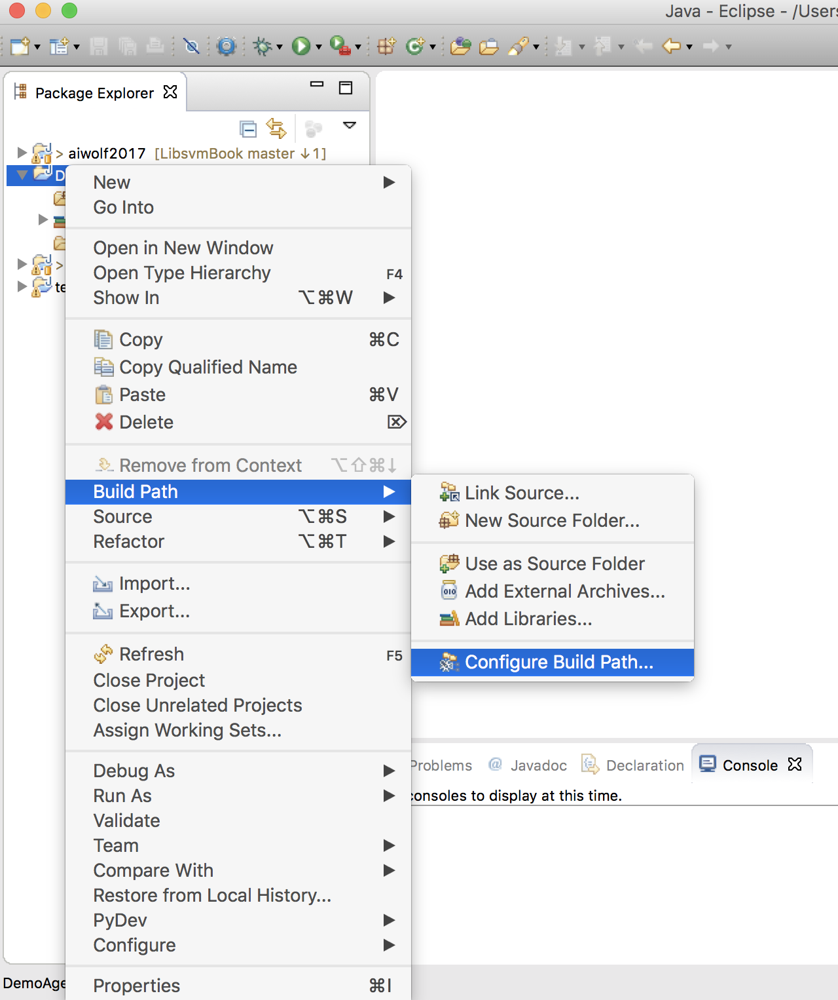 Java - Eclipse - /Users
Package Explorer
> aiwolf2017 [LibsvmBook master ↓1]
D
>
te
New
Go Into
Open in New Window
Open Type Hierarchy F4
Show In ⌥⌘W
Copy ⌘C
Copy Qualified Name
Paste ⌘V
Delete ⌦
Remove from Context ⌥⇧⌘↓
Build Path
Source ⌥⌘S
Refactor ⌥⌘T
Import...
Export...
Refresh F5
Close Project
Close Unrelated Projects
Assign Working Sets...
Debug As
Run As
Validate
Team
Compare With
Restore from Local History...
PyDev
Configure
Properties ⌘I
Link Source...
New Source Folder...
Use as Source Folder
Add External Archives...
Add Libraries...
Configure Build Path...
Problems @ Javadoc Declaration Console
consoles to display at this time.
DemoAge